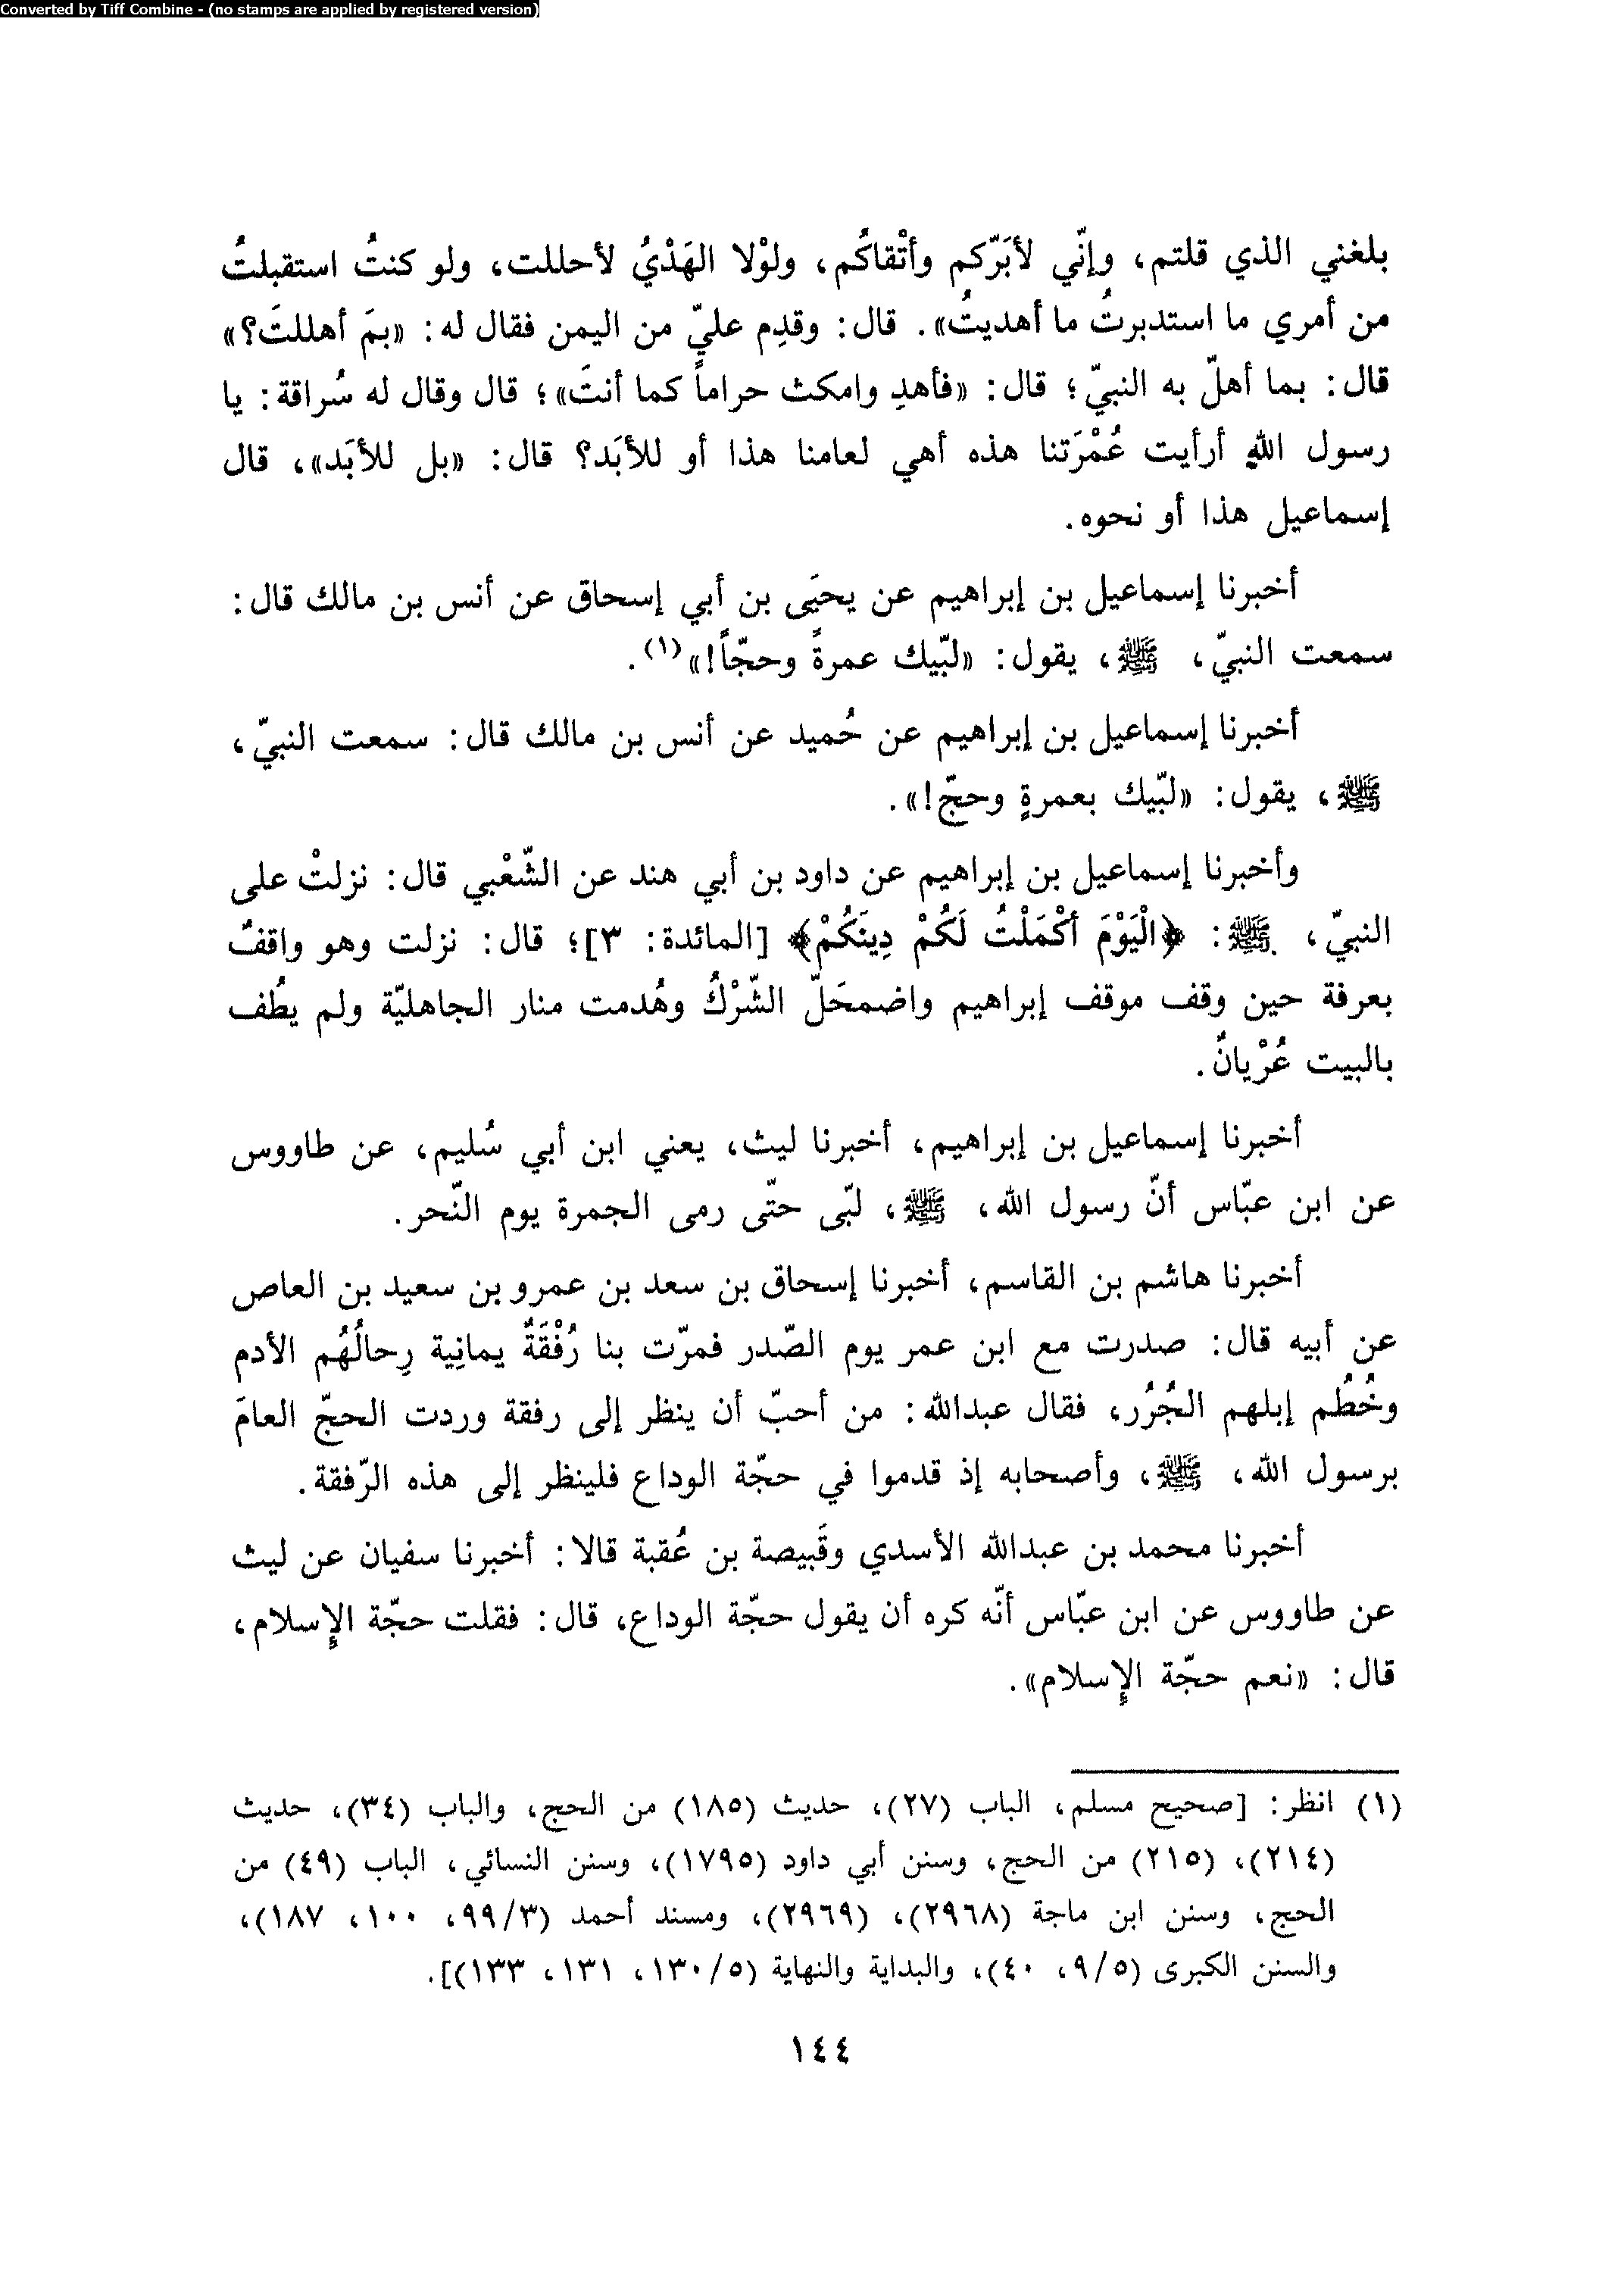 Converted by Tiff Combine - (no stamps are applied by registered version)
بلغني الذي قلتم، وإنّي لأبَرّكم وأتْقاكُم، ولوْلا الهَدْيُ لأحللت، ولو كنتُ استقبلتُ
من أمري ما استدبرتُ ما أهديتُ». قال: وقدِم عليّ من اليمن فقال له: «بمَ أهللتَ؟»
قال: بما أهلّ به النبيّ؛ قال: «فأهدِ وامكث حراماً كما أنتَ»؛ قال وقال له سُراقة: يا
رسول اللهِ أرأيت عُمْرَتنا هذه أهي لعامنا هذا أو للأبَد؟ قال: «بل للأبَد»، قال
إسماعيل هذا أو نحوه.
أخبرنا إسماعيل بن إبراهيم عن يحيَى بن أبي إسحاق عن أنس بن مالك قال:
سمعت النبيّ، ﷺ، يقول: «لبّيك عمرةً وحجّاً!»(١).
أخبرنا إسماعيل بن إبراهيم عن حُميد عن أنس بن مالك قال: سمعت النبيّ،
ﷺ، يقول: «لبّيك بعمرةٍ وحجّ!».
وأخبرنا إسماعيل بن إبراهيم عن داود بن أبي هند عن الشّعْبي قال: نزلتْ على
النبيّ، ﷺ: ﴿الْيَوْمَ أكْمَلْتُ لَكُمْ دِينَكُمْ﴾ [المائدة: ٣]؛ قال: نزلت وهو واقفٌ
بعرفة حين وقف موقف إبراهيم واضمحَلّ الشّرْكُ وهُدمت منار الجاهليّة ولم يطُف
بالبيت عُرْيانٌ.
أخبرنا إسماعيل بن إبراهيم، أخبرنا ليث، يعني ابن أبي سُليم، عن طاووس
عن ابن عبّاس أنّ رسول الله، ﷺ، لبّى حتّى رمى الجمرة يوم النّحر.
أخبرنا هاشم بن القاسم، أخبرنا إسحاق بن سعد بن عمرو بن سعيد بن العاص
عن أبيه قال: صدرت مع ابن عمر يوم الصّدر فمرّت بنا رُفْقَةٌ يمانِية رِحالُهُم الأدم
وخُطُم إبلهم الجُرُر، فقال عبدالله: من أحبّ أن ينظر إلى رفقة وردت الحجّ العامَ
برسول الله، ﷺ، وأصحابه إذ قدموا في حجّة الوداع فلينظر إلى هذه الرّفقة.
أخبرنا محمد بن عبدالله الأسدي وقَبيصة بن عُقبة قالا: أخبرنا سفيان عن ليث
عن طاووس عن ابن عبّاس أنّه كره أن يقول حجّة الوداع، قال: فقلت حجّة الإسلام،
قال: «نعم حجّة الإسلام».
(١) انظر: [صحيح مسلم، الباب (٢٧)، حديث (١٨٥) من الحج، والباب (٣٤)، حديث
(٢١٤)، (٢١٥) من الحج، وسنن أبي داود (١٧٩٥)، وسنن النسائي، الباب (٤٩) من
الحج، وسنن ابن ماجة (٢٩٦٨)، (٢٩٦٩)، ومسند أحمد (٩٩/٣، ١٠٠، ١٨٧)،
والسنن الكبرى (٩/٥، ٤٠)، والبداية والنهاية (١٣٠/٥، ١٣١، ١٣٣)].
١٤٤